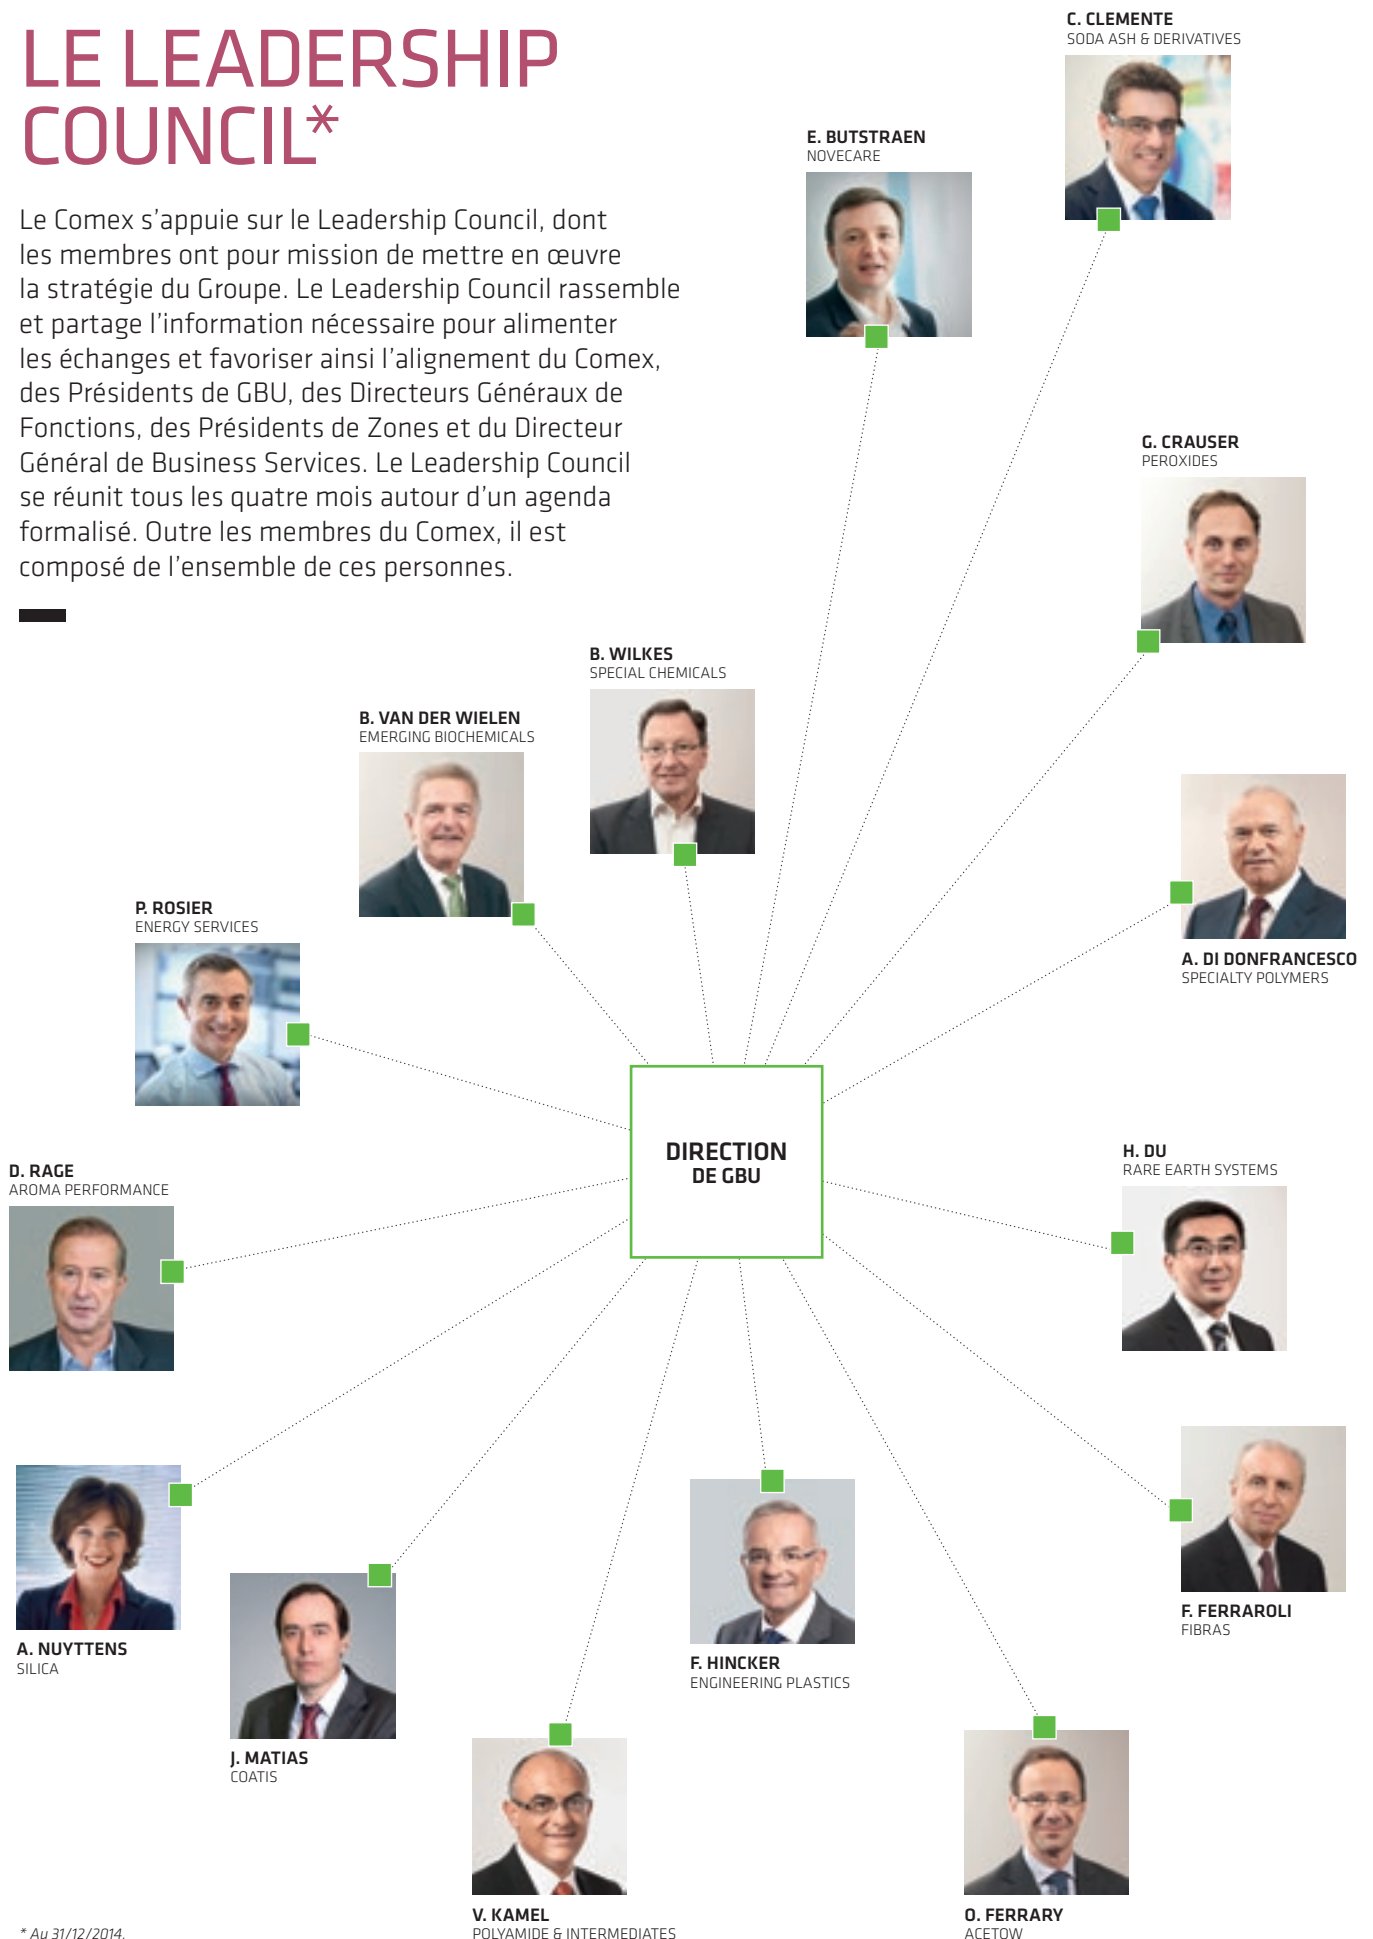 LE LEADERSHIP
COUNCIL*
Le Comex s’appuie sur le Leadership Council, dont
les membres ont pour mission de mettre en œuvre
la stratégie du Groupe. Le Leadership Council rassemble
et partage l’information nécessaire pour alimenter
les échanges et favoriser ainsi l’alignement du Comex,
des Présidents de GBU, des Directeurs Généraux de
Fonctions, des Présidents de Zones et du Directeur
Général de Business Services. Le Leadership Council
se réunit tous les quatre mois autour d’un agenda
formalisé. Outre les membres du Comex, il est
composé de l’ensemble de ces personnes.
C. CLEMENTE
SODA ASH & DERIVATIVES
E. BUTSTRAEN
NOVECARE
G. CRAUSER
PEROXIDES
B. WILKES
SPECIAL CHEMICALS
B. VAN DER WIELEN
EMERGING BIOCHEMICALS
P. ROSIER
ENERGY SERVICES
A. DI DONFRANCESCO
SPECIALTY POLYMERS
DIRECTION
DE GBU
D. RAGE
AROMA PERFORMANCE
H. DU
RARE EARTH SYSTEMS
F. FERRAROLI
FIBRAS
A. NUYTTENS
SILICA
F. HINCKER
ENGINEERING PLASTICS
J. MATIAS
COATIS
V. KAMEL
POLYAMIDE & INTERMEDIATES
O. FERRARY
ACETOW
* Au 31/12/2014.